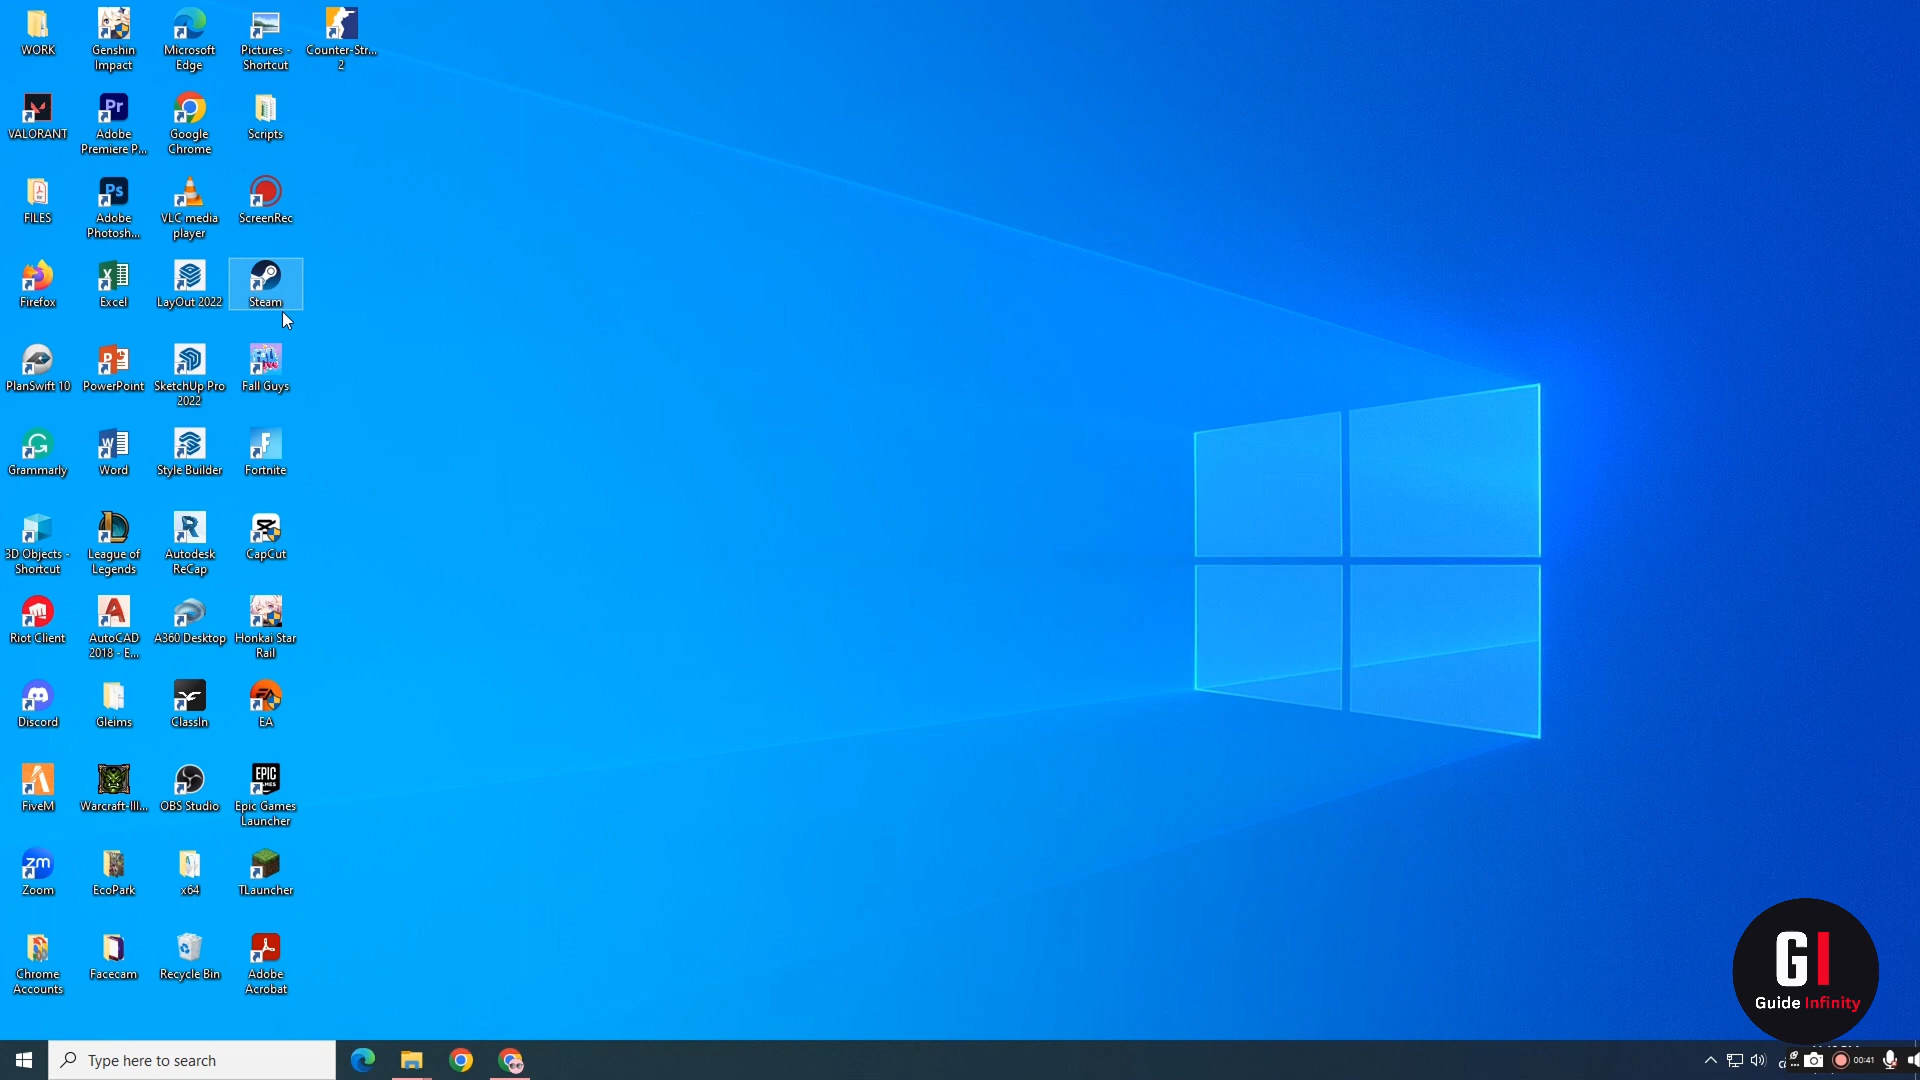 WORK
Genshin
Impact
Microsoft
Edge
Pictures -
Shortcut
Counter-Str...
2
VALORANT
Adobe
Premiere P...
Google
Chrome
Scripts
FILES
Adobe
Photosh...
VLC media
player
ScreenRec
Firefox
Excel
LayOut 2022
Steam
PlanSwift 10
PowerPoint
SketchUp Pro
2022
Fall Guys
Grammarly
Word
Style Builder
Fortnite
3D Objects -
Shortcut
League of
Legends
Autodesk
ReCap
CapCut
Riot Client
AutoCAD
2018 - E...
A360 Desktop
Honkai Star
Rail
Discord
Gleims
ClassIn
EA
FiveM
Warcraft-III...
OBS Studio
Epic Games
Launcher
Zoom
EcoPark
x64
TLauncher
Chrome
Accounts
Facecam
Recycle Bin
Adobe
Acrobat
GI
Guide Infinity
Type here to search
00:41